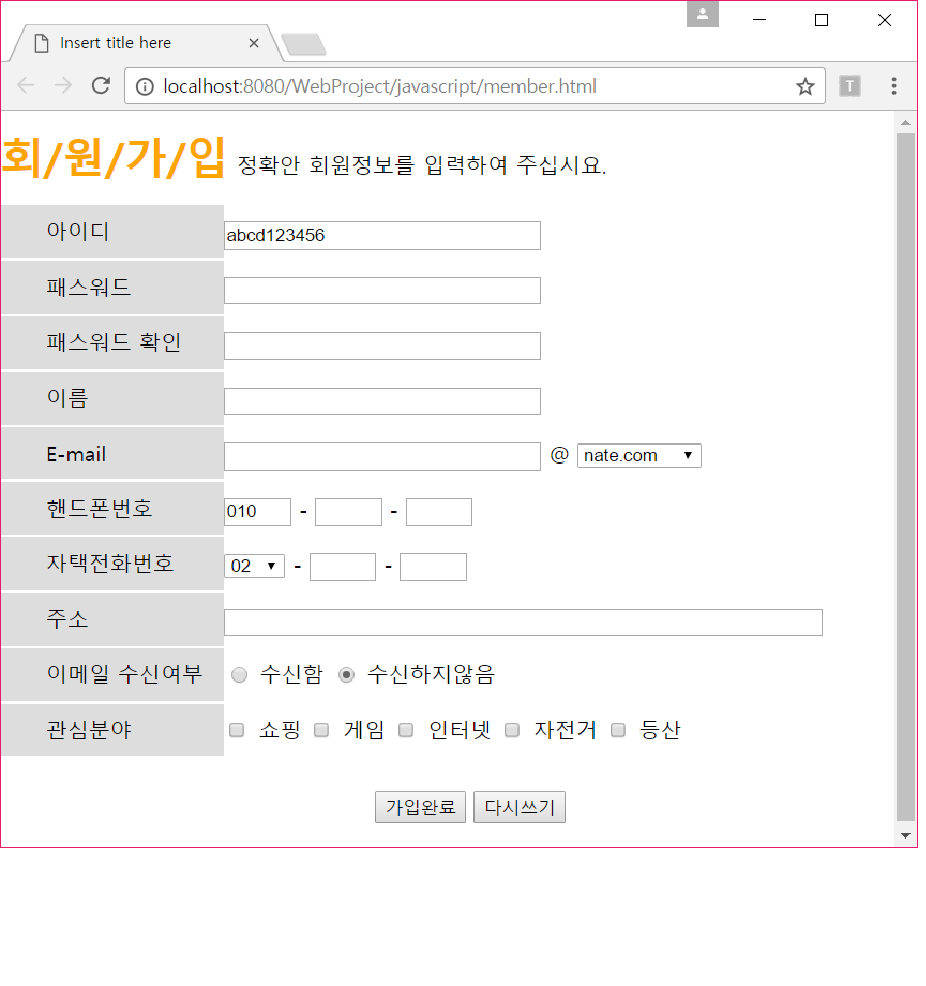 Insert title here
localhost:8080/WebProject/javascript/member.html
T
회/원/가/입 정확안 회원정보를 입력하여 주십시요.
아이디 abcd123456
패스워드
패스워드 확인
이름
E-mail @ nate.com
핸드폰번호 010 - -
자택전화번호 02 - -
주소
이메일 수신여부 수신함 수신하지않음
관심분야 쇼핑 게임 인터넷 자전거 등산
가입완료 다시쓰기